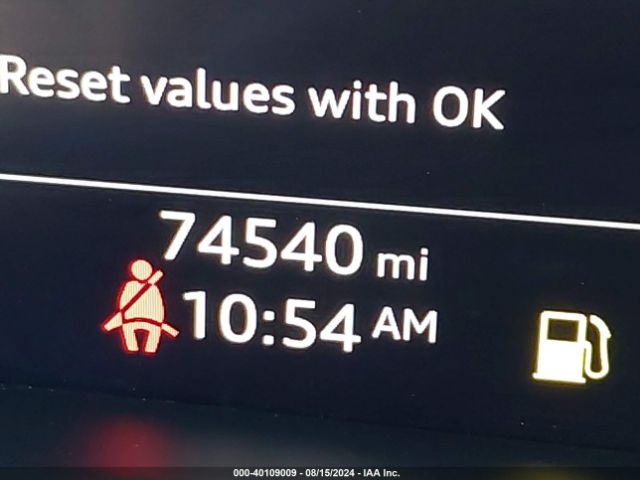 Reset values with OK
74540 mi
10:54 AM
000-40109009 - 08/15/2024 - IAA Inc.